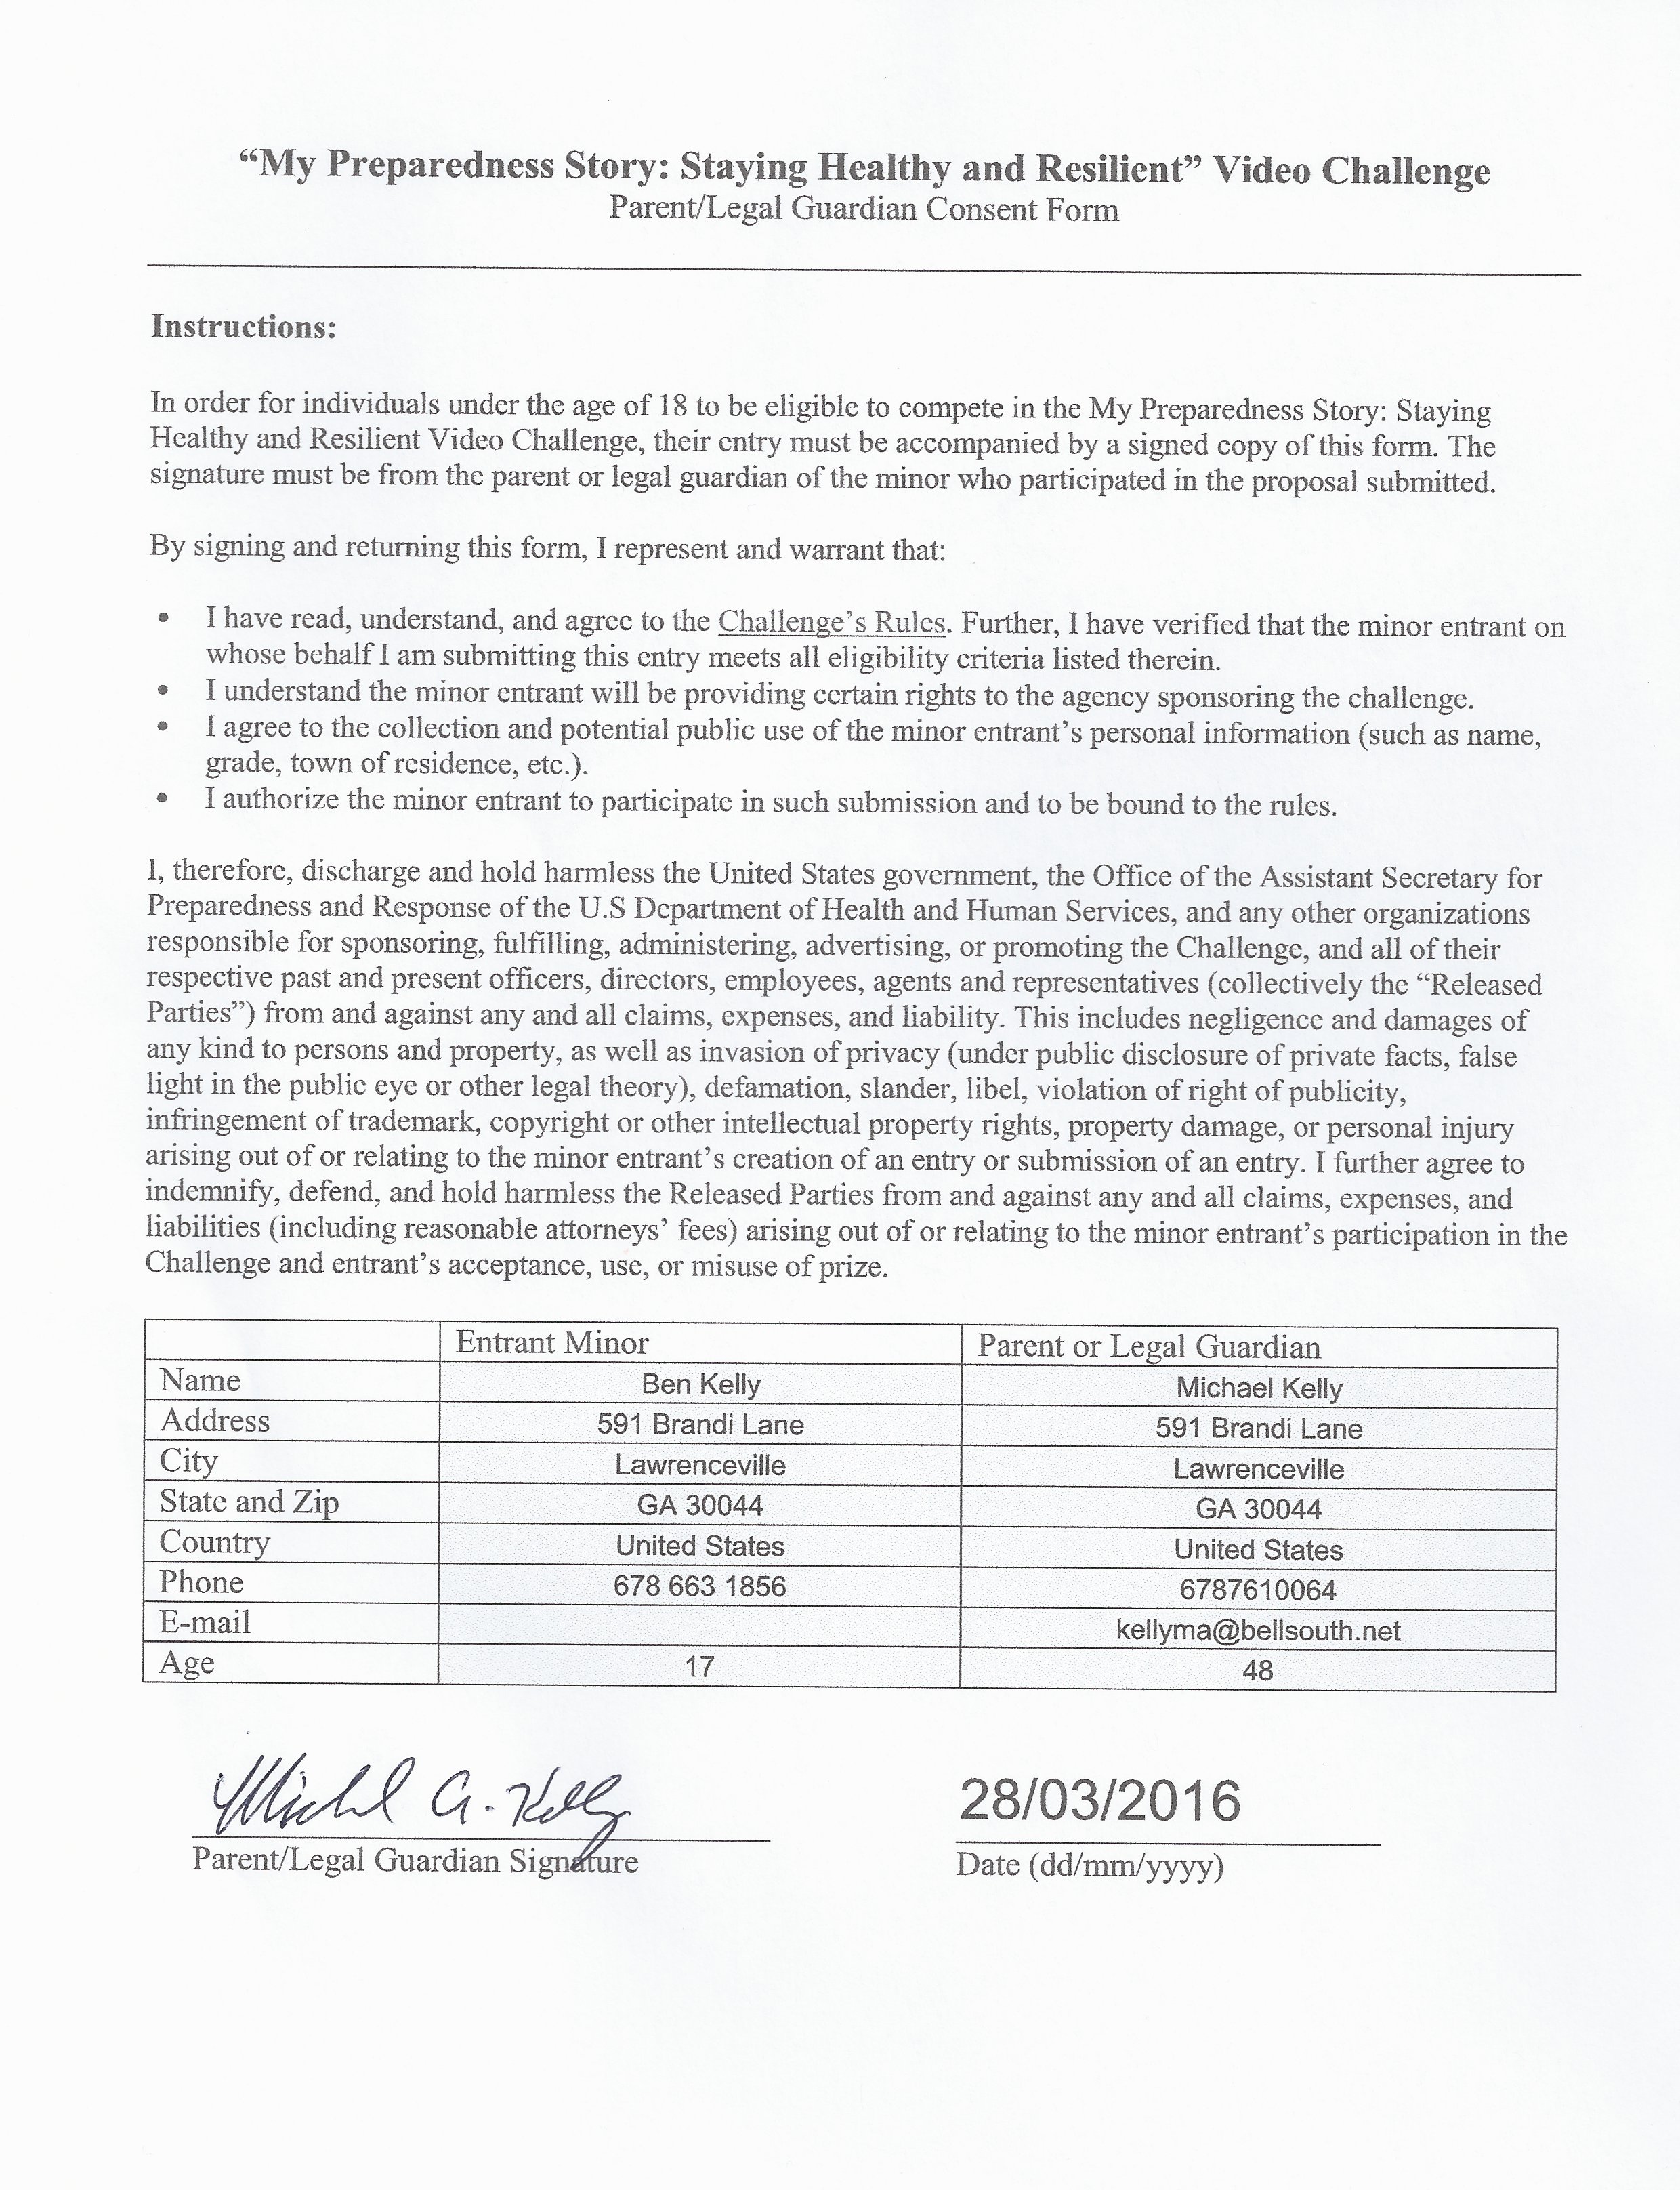 “My Preparedness Story: Staying Healthy and Resilient” Video Challenge
Parent/Legal Guardian Consent Form
Instructions:
In order for individuals under the age of 18 to be eligible to compete in the My Preparedness Story: Staying
Healthy and Resilient Video Challenge, their entry must be accompanied by a signed copy of this form. The
signature must be from the parent or legal guardian of the minor who participated in the proposal submitted.
By signing and returning this form, I represent and warrant that:
• I have read, understand, and agree to the Challenge’s Rules. Further, I have verified that the minor entrant on
whose behalf I am submitting this entry meets all eligibility criteria listed therein.
• I understand the minor entrant will be providing certain rights to the agency sponsoring the challenge.
• I agree to the collection and potential public use of the minor entrant’s personal information (such as name,
grade, town of residence, etc.).
• I authorize the minor entrant to participate in such submission and to be bound to the rules.
I, therefore, discharge and hold harmless the United States government, the Office of the Assistant Secretary for
Preparedness and Response of the U.S Department of Health and Human Services, and any other organizations
responsible for sponsoring, fulfilling, administering, advertising, or promoting the Challenge, and all of their
respective past and present officers, directors, employees, agents and representatives (collectively the “Released
Parties”) from and against any and all claims, expenses, and liability. This includes negligence and damages of
any kind to persons and property, as well as invasion of privacy (under public disclosure of private facts, false
light in the public eye or other legal theory), defamation, slander, libel, violation of right of publicity,
infringement of trademark, copyright or other intellectual property rights, property damage, or personal injury
arising out of or relating to the minor entrant’s creation of an entry or submission of an entry. I further agree to
indemnify, defend, and hold harmless the Released Parties from and against any and all claims, expenses, and
liabilities (including reasonable attorneys’ fees) arising out of or relating to the minor entrant’s participation in the
Challenge and entrant’s acceptance, use, or misuse of prize.
Entrant Minor Parent or Legal Guardian
Name Ben Kelly Michael Kelly
Address 591 Brandi Lane 591 Brandi Lane
City Lawrenceville Lawrenceville
State and Zip GA 30044 GA 30044
Country United States United States
Phone 678 663 1856 6787610064
E-mail kellyma@bellsouth.net
Age 17 48
Michael A. Kelly 28/03/2016
Parent/Legal Guardian Signature Date (dd/mm/yyyy)